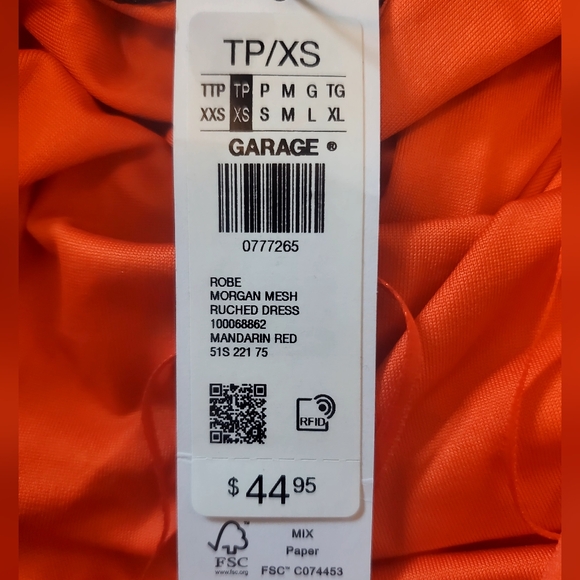 TP/XS
TTP TP P M G TG
XXS XS S M L XL
GARAGE ®
0777265
ROBE
MORGAN MESH
RUCHED DRESS
100068862
MANDARIN RED
51S 221 75
RFID
$ 44 95
FSC
www.fsc.org
MIX
Paper
FSC™ C074453